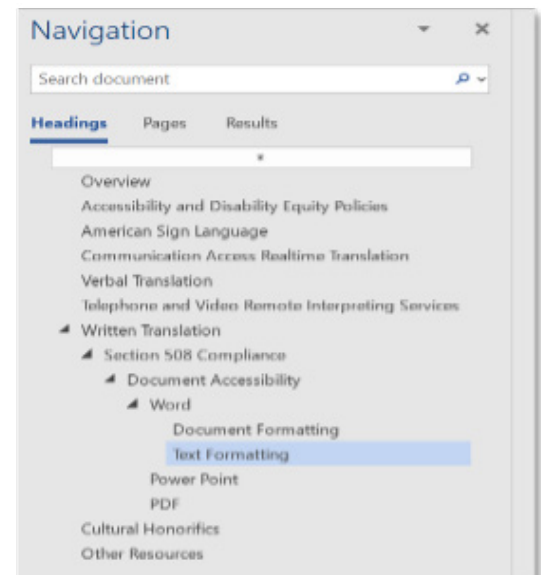 Navigation
Search document
Headings Pages Results
Overview
Accessibility and Disability Equity Policies
American Sign Language
Communication Access Realtime Translation
Verbal Translation
Telephone and Video Remote Interpreting Services
Written Translation
Section 508 Compliance
Document Accessibility
Word
Document Formatting
Text Formatting
Power Point
PDF
Cultural Honorifics
Other Resources